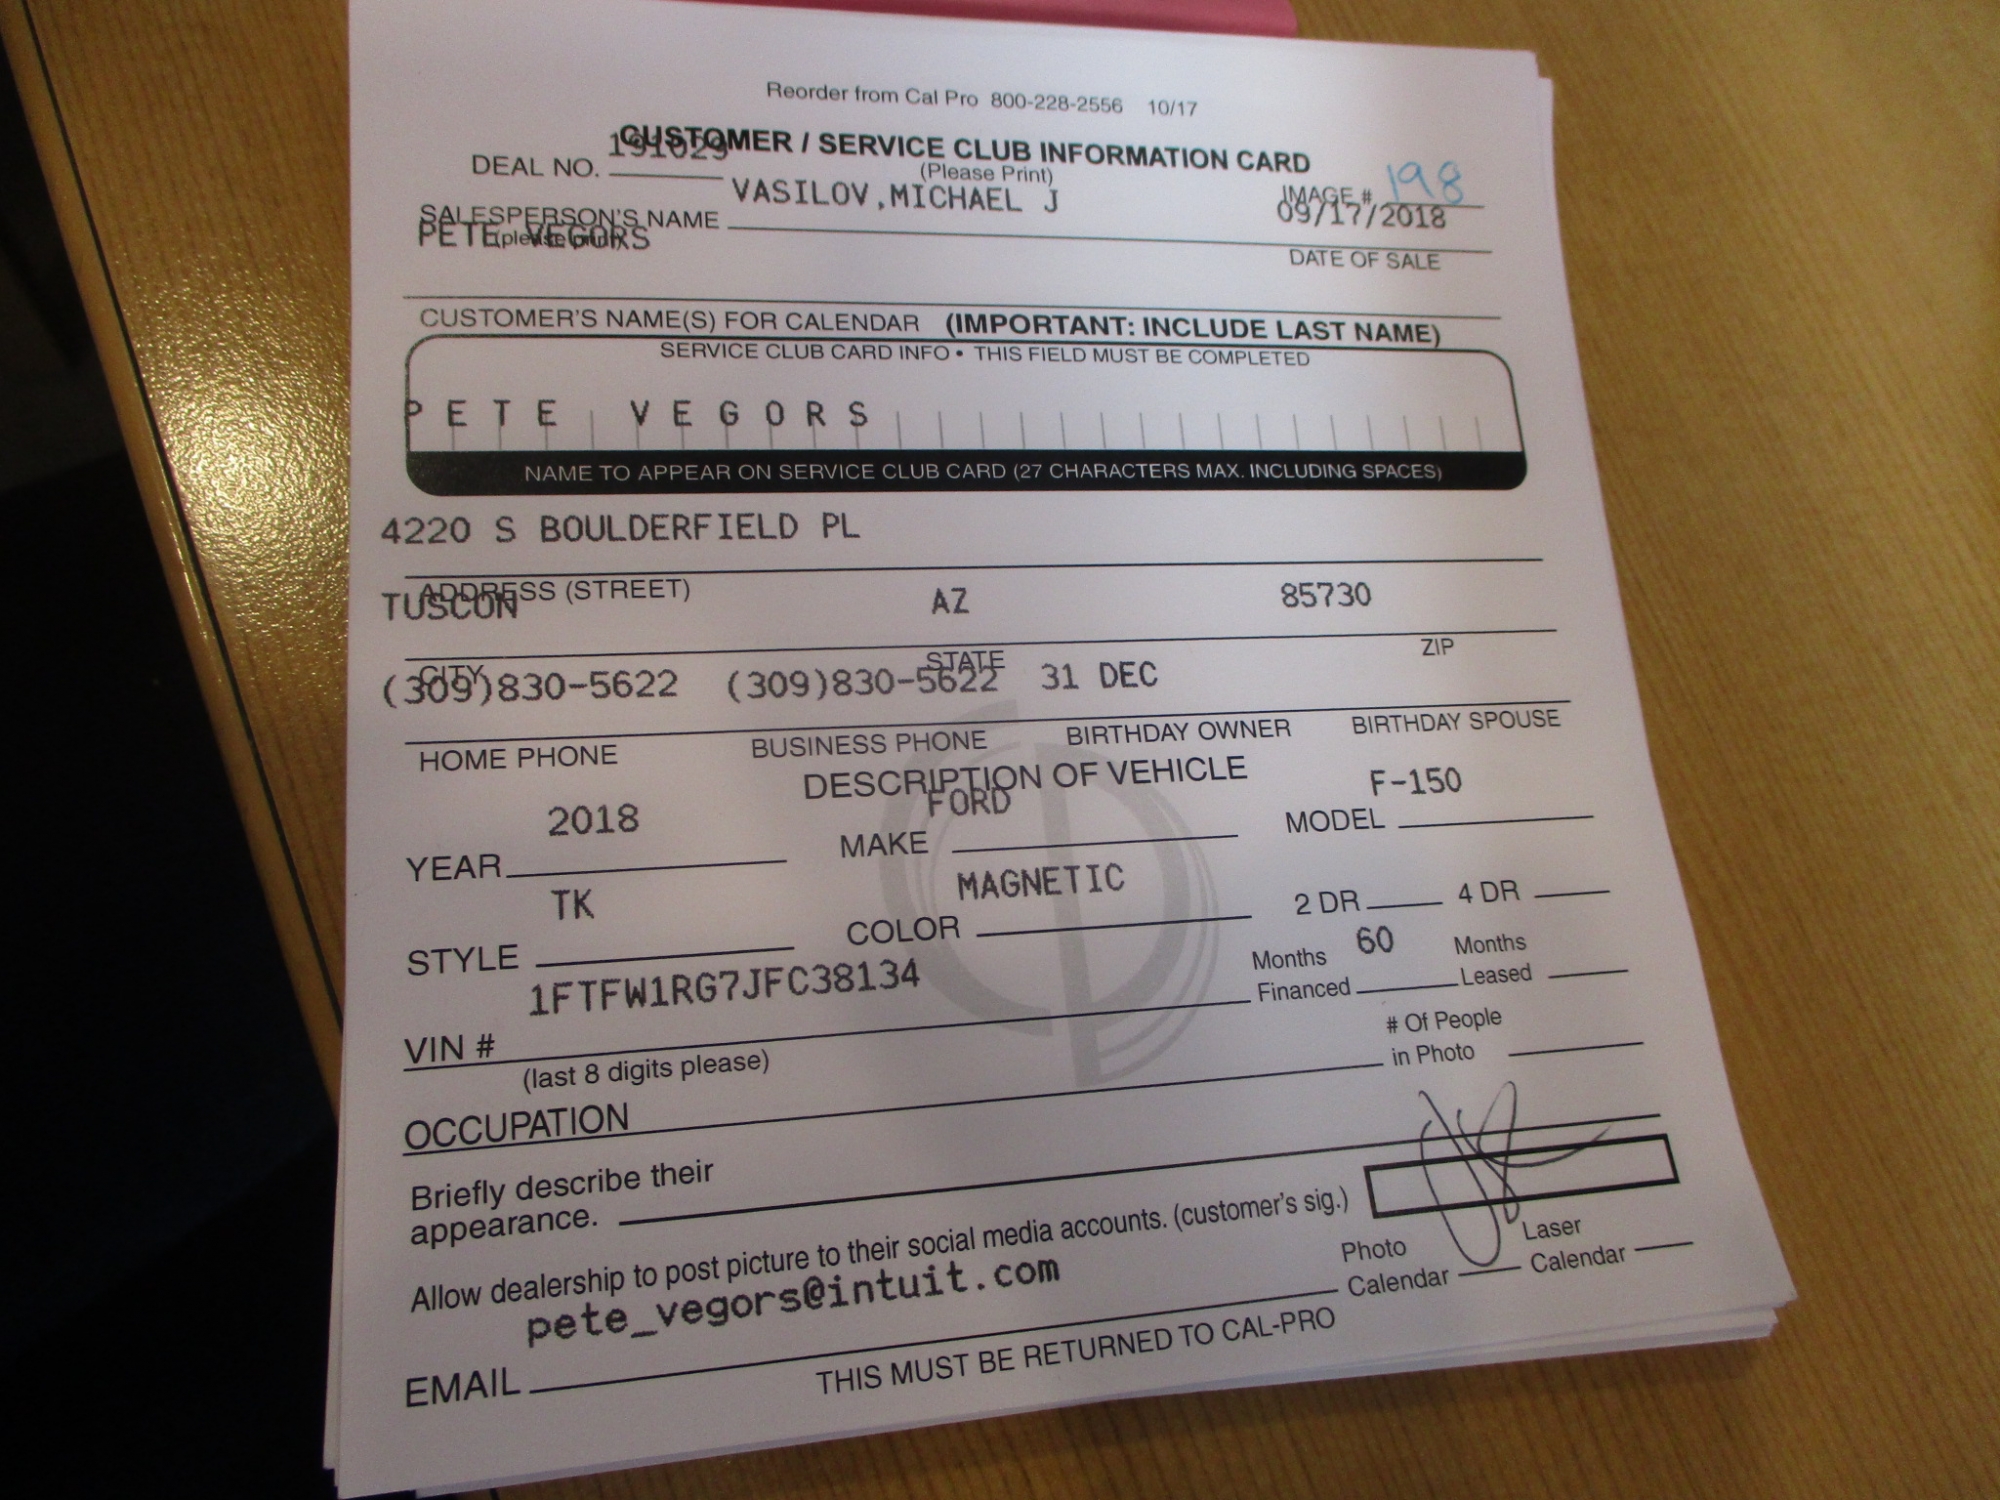 Reorder from Cal Pro 800-228-2556 10/17
CUSTOMER / SERVICE CLUB INFORMATION CARD
191029
DEAL NO.
(Please Print)
IMAGE # 198
SALESPERSON'S NAME VASILOV,MICHAEL J 09/17/2018
(please print)
DATE OF SALE
PETE VEGORS
CUSTOMER'S NAME(S) FOR CALENDAR (IMPORTANT: INCLUDE LAST NAME)
SERVICE CLUB CARD INFO • THIS FIELD MUST BE COMPLETED
PETE VEGORS
NAME TO APPEAR ON SERVICE CLUB CARD (27 CHARACTERS MAX. INCLUDING SPACES)
4220 S BOULDERFIELD PL
ADDRESS (STREET)
TUSCON AZ 85730
CITY STATE ZIP
(309)830-5622 (309)830-5622 31 DEC
HOME PHONE BUSINESS PHONE BIRTHDAY OWNER BIRTHDAY SPOUSE
DESCRIPTION OF VEHICLE
YEAR 2018 MAKE FORD MODEL F-150
STYLE TK COLOR MAGNETIC 2 DR 4 DR
VIN # 1FTFW1RG7JFC38134 Months Financed 60 Months Leased
(last 8 digits please)
OCCUPATION # Of People in Photo
Briefly describe their
appearance.
Allow dealership to post picture to their social media accounts. (customer's sig.)
Photo Calendar Laser Calendar
EMAIL pete_vegors@intuit.com
THIS MUST BE RETURNED TO CAL-PRO